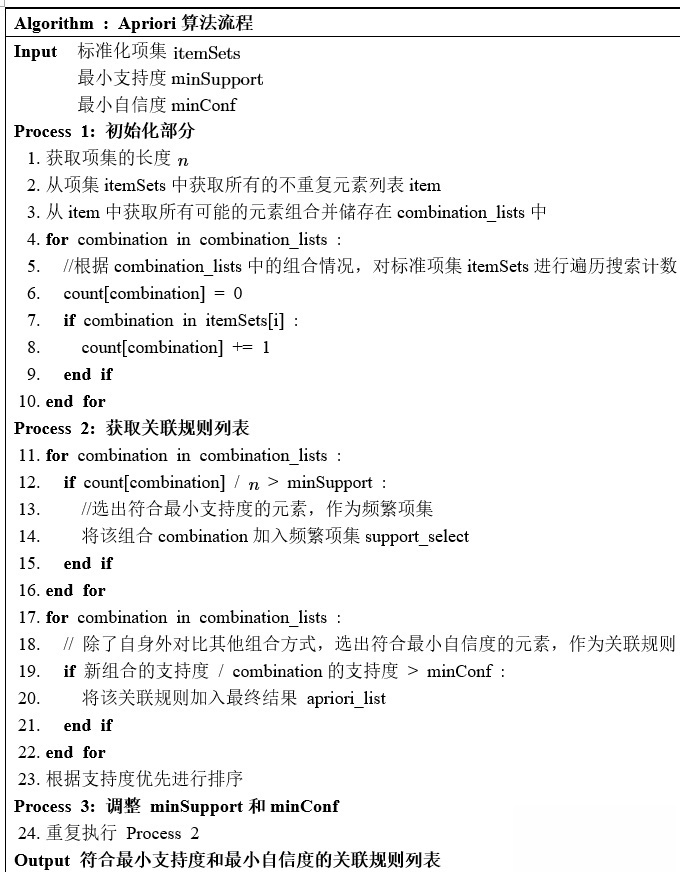 Algorithm : Apriori 算法流程
Input 标准化项集 itemSets
最小支持度 minSupport
最小自信度 minConf
Process 1: 初始化部分
1. 获取项集的长度 n
2. 从项集 itemSets 中获取所有的不重复元素列表 item
3. 从 item 中获取所有可能的元素组合并储存在 combination_lists 中
4. for combination in combination_lists :
5. //根据 combination_lists 中的组合情况，对标准项集 itemSets 进行遍历搜索计数
6. count[combination] = 0
7. if combination in itemSets[i] :
8. count[combination] += 1
9. end if
10. end for
Process 2: 获取关联规则列表
11. for combination in combination_lists :
12. if count[combination] / n > minSupport :
13. //选出符合最小支持度的元素，作为频繁项集
14. 将该组合 combination 加入频繁项集 support_select
15. end if
16. end for
17. for combination in combination_lists :
18. // 除了自身外对比其他组合方式，选出符合最小自信度的元素，作为关联规则
19. if 新组合的支持度 / combination 的支持度 > minConf :
20. 将该关联规则加入最终结果 apriori_list
21. end if
22. end for
23. 根据支持度优先进行排序
Process 3: 调整 minSupport 和 minConf
24. 重复执行 Process 2
Output 符合最小支持度和最小自信度的关联规则列表